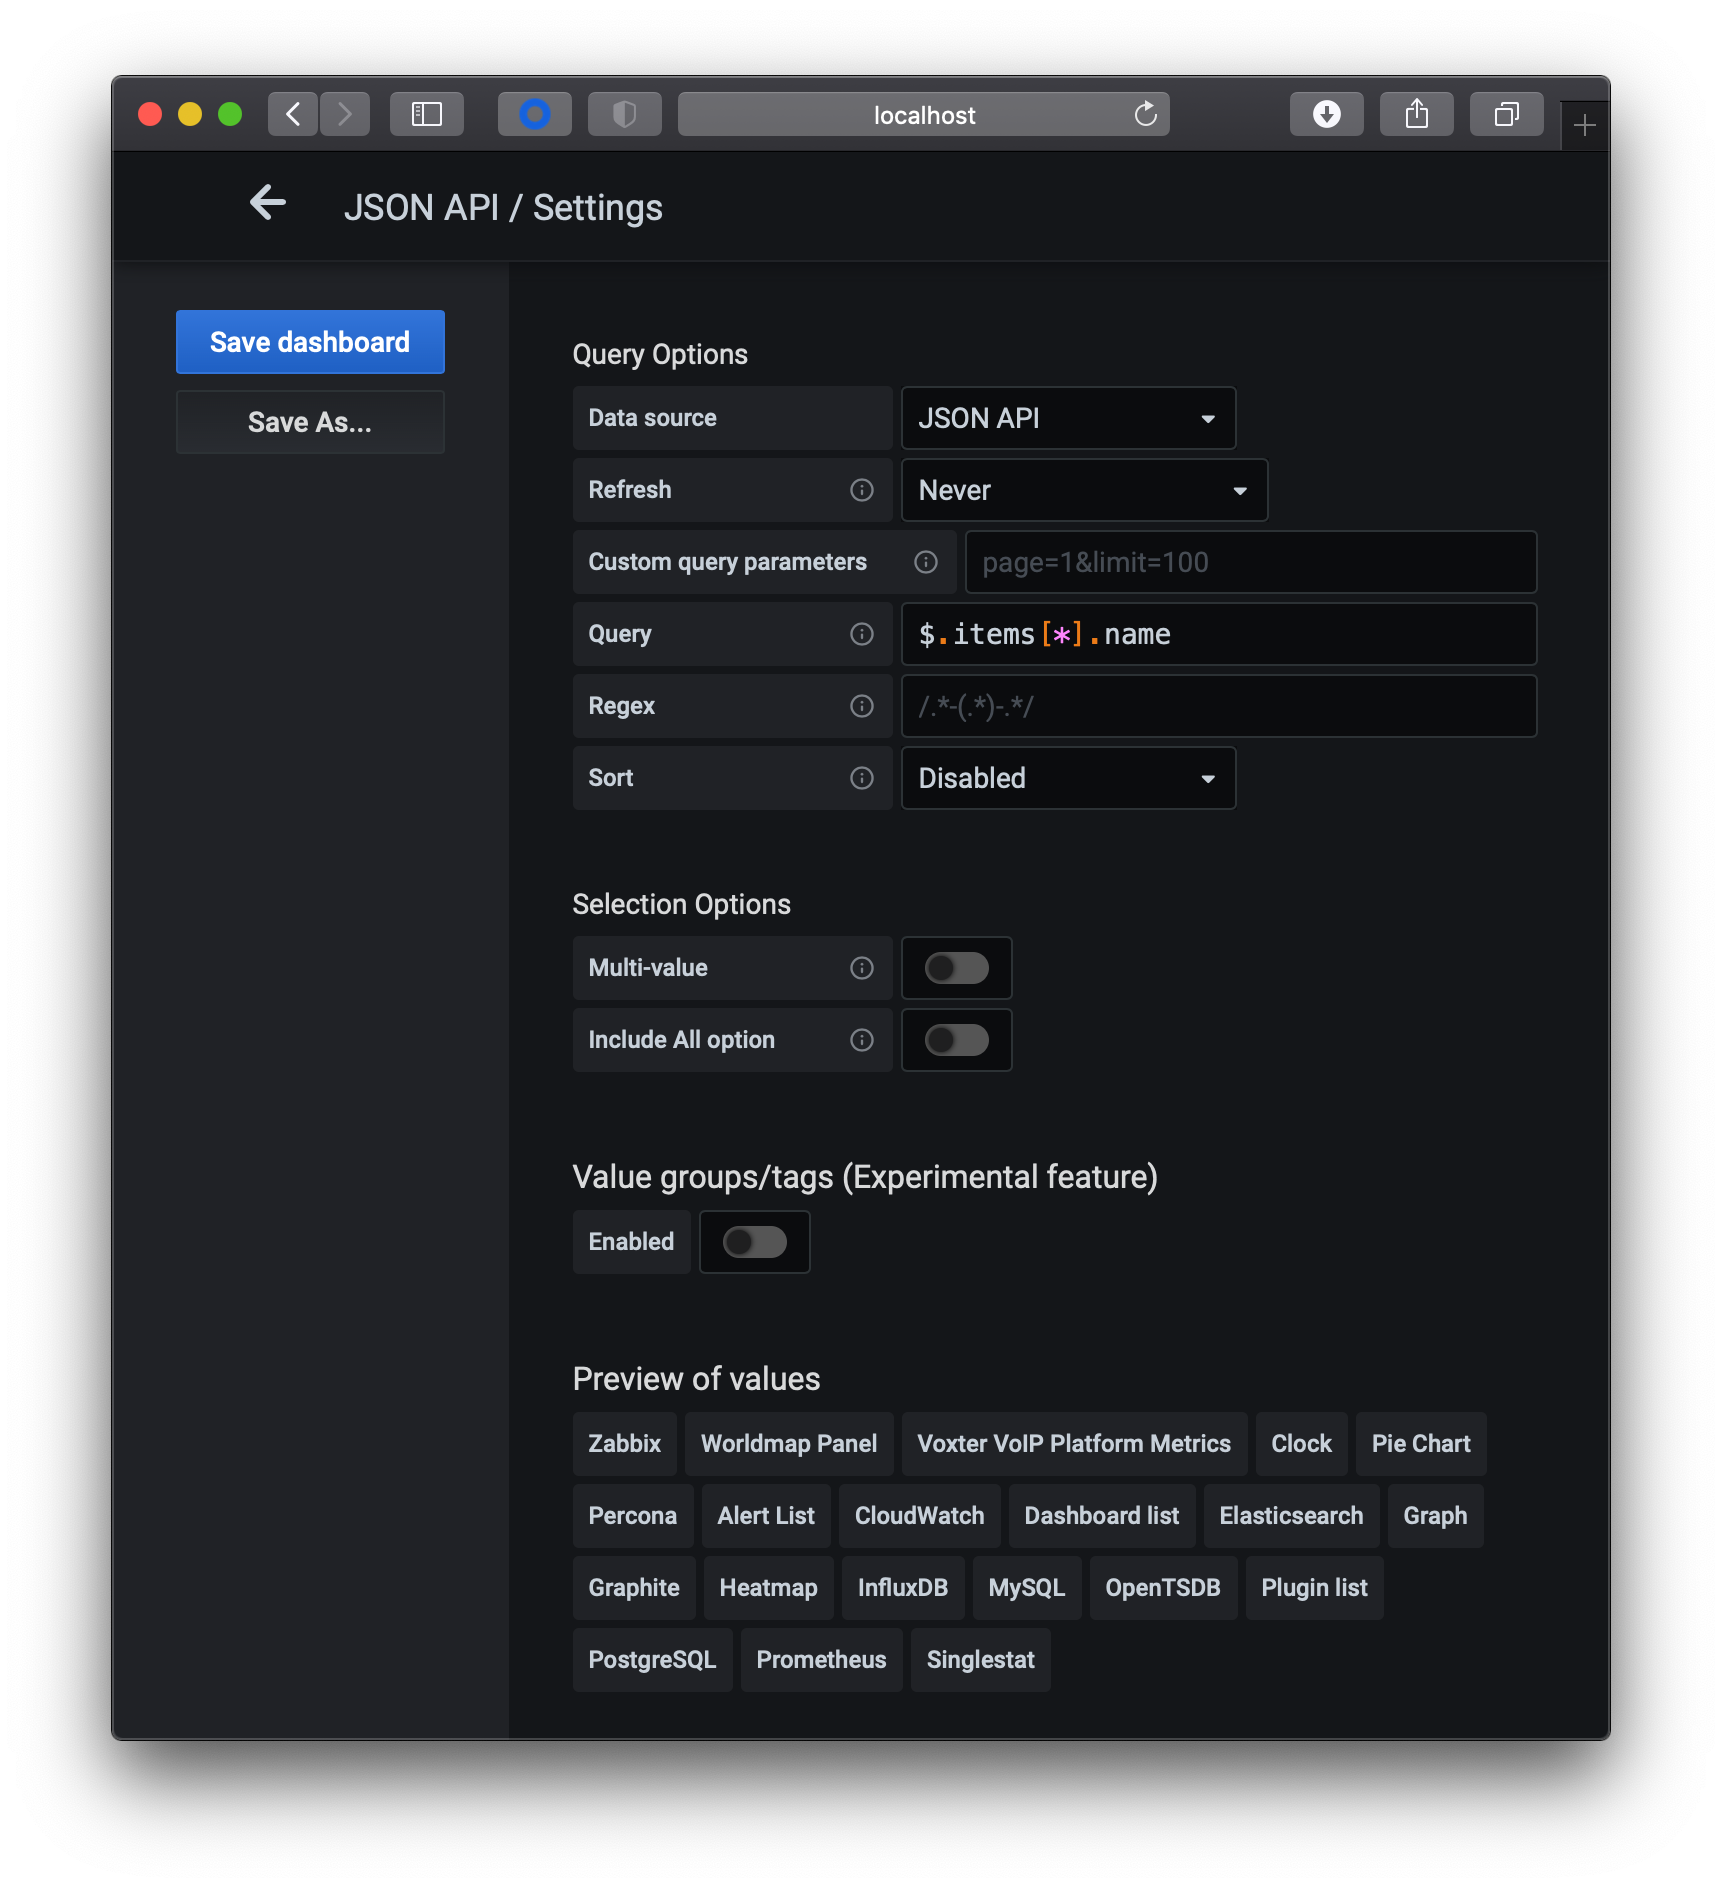 localhost
JSON API / Settings
Save dashboard
Save As...
Query Options
Data source JSON API
Refresh Never
Custom query parameters page=1&limit=100
Query $.items[*].name
Regex /.*-(.*)-.*/
Sort Disabled
Selection Options
Multi-value
Include All option
Value groups/tags (Experimental feature)
Enabled
Preview of values
Zabbix Worldmap Panel Voxter VoIP Platform Metrics Clock Pie Chart
Percona Alert List CloudWatch Dashboard list Elasticsearch Graph
Graphite Heatmap InfluxDB MySQL OpenTSDB Plugin list
PostgreSQL Prometheus Singlestat